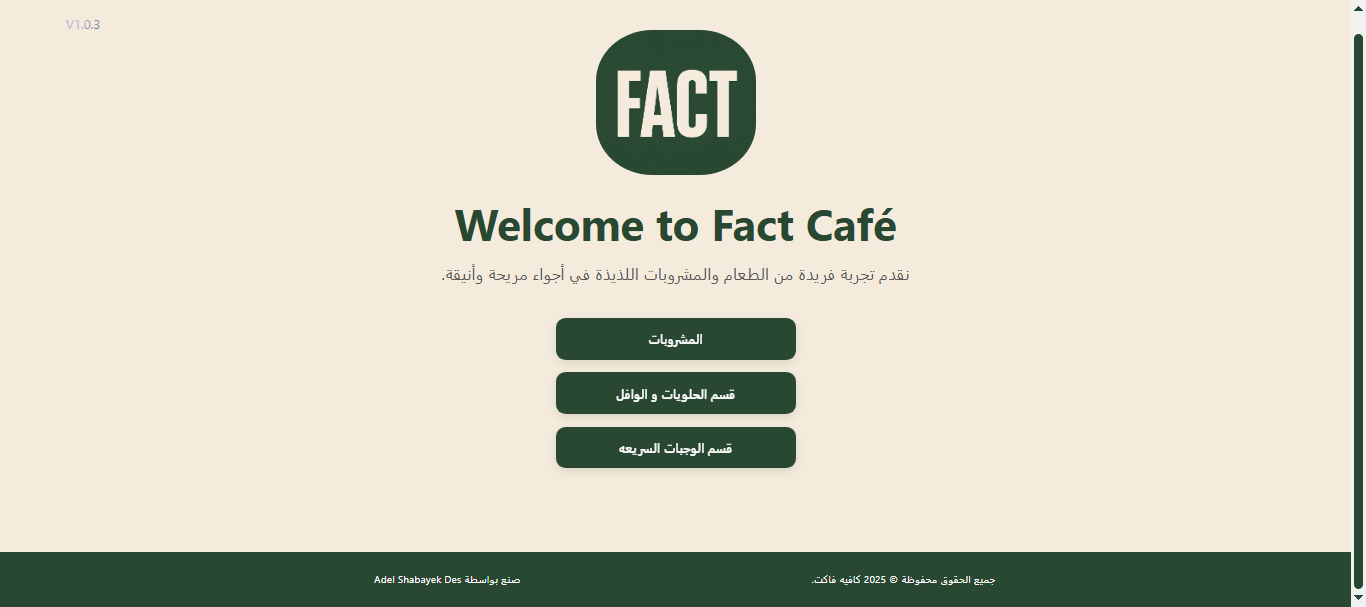 V1.0.3
FACT
Welcome to Fact Café
نقدم تجربة فريدة من الطعام والمشروبات اللذيذة في أجواء مريحة وأنيقة.
المشروبات
قسم الحلويات و الوافل
قسم الوجبات السريعه
جميع الحقوق محفوظة © 2025 كافيه فاكت.
صنع بواسطة Adel Shabayek Des